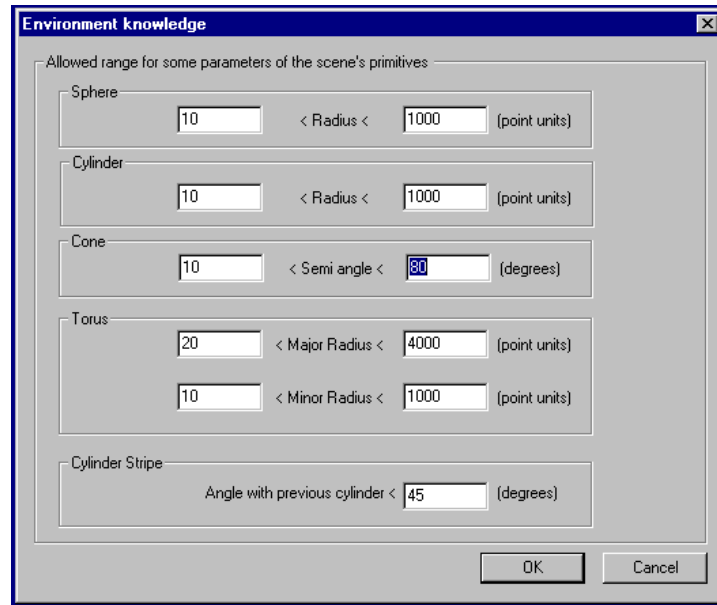 Environment knowledge
Allowed range for some parameters of the scene's primitives
Sphere
10 < Radius < 1000 (point units)
Cylinder
10 < Radius < 1000 (point units)
Cone
10 < Semi angle < 80 (degrees)
Torus
20 < Major Radius < 4000 (point units)
10 < Minor Radius < 1000 (point units)
Cylinder Stripe
Angle with previous cylinder < 45 (degrees)
OK Cancel